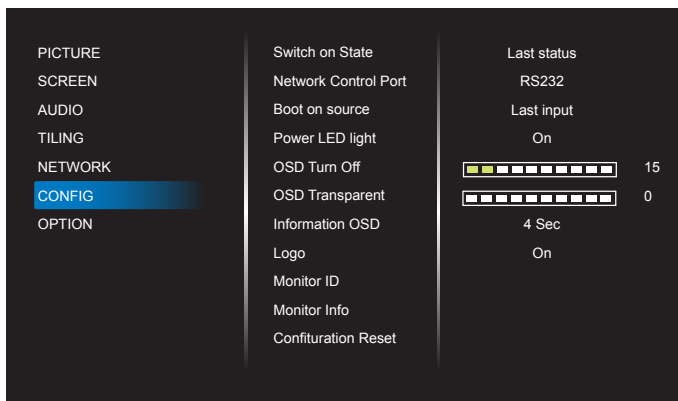 PICTURE Switch on State Last status
SCREEN Network Control Port RS232
AUDIO Boot on source Last input
TILING Power LED light On
NETWORK OSD Turn Off 15
CONFIG OSD Transparent 0
OPTION Information OSD 4 Sec
Logo On
Monitor ID
Monitor Info
Confituration Reset